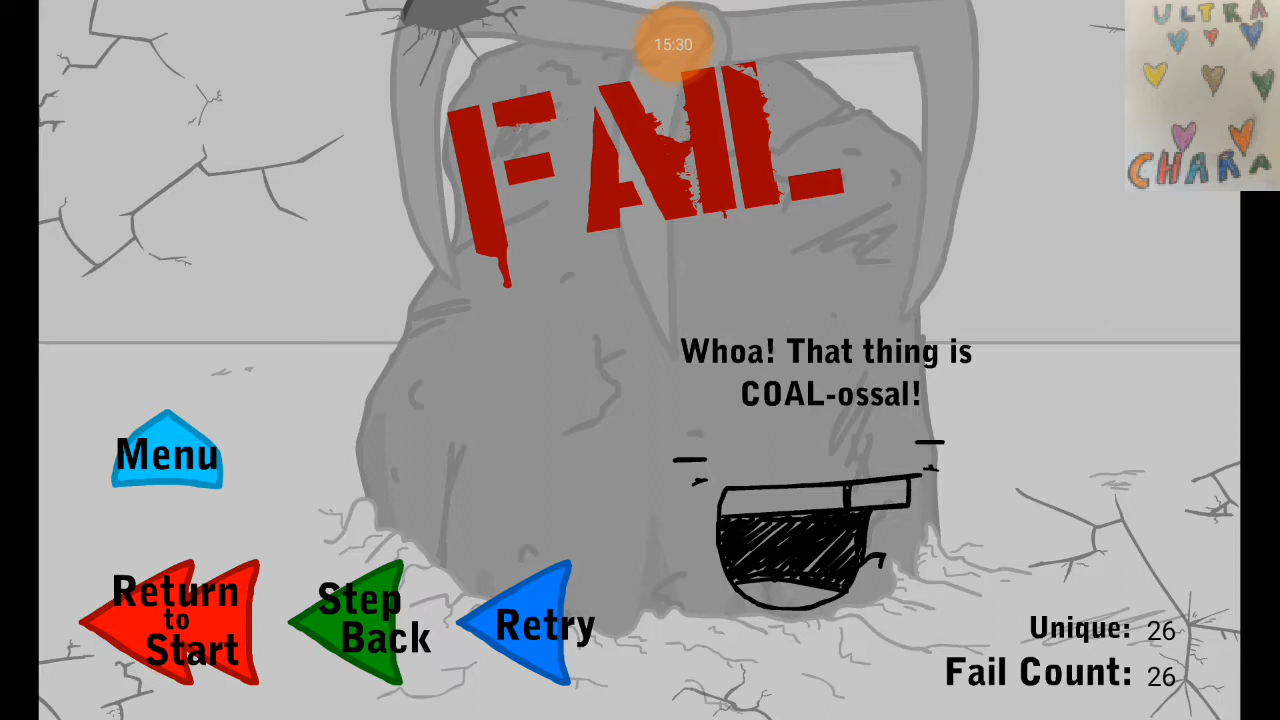 15:30
ULTRA
CHARA
FAIL
Whoa! That thing is
COAL-ossal!
Menu
Return
to
Start
Step
Back
Retry
Unique: 26
Fail Count: 26